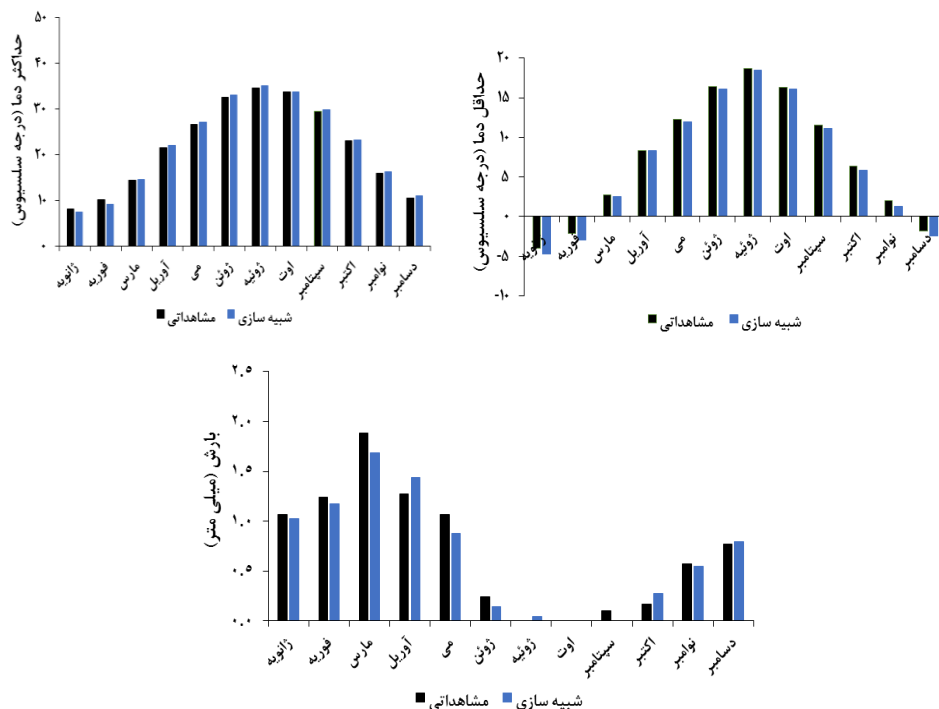 حداکثر دما (درجه سلسیوس)
۵۰
۴۰
۳۰
۲۰
۱۰
۰
ژانویه
فوریه
مارس
آوریل
می
ژوئن
ژوئیه
اوت
سپتامبر
اکتبر
نوامبر
دسامبر
مشاهداتی
شبیه سازی
حداقل دما (درجه سلسیوس)
۲۰
۱۵
۱۰
۵
۰
-۵
-۱۰
ژانویه
فوریه
مارس
آوریل
می
ژوئن
ژوئیه
اوت
سپتامبر
اکتبر
نوامبر
دسامبر
مشاهداتی
شبیه سازی
بارش (میلی متر)
۲.۵
۲.۰
۱.۵
۱.۰
۰.۵
۰.۰
ژانویه
فوریه
مارس
آوریل
می
ژوئن
ژوئیه
اوت
سپتامبر
اکتبر
نوامبر
دسامبر
مشاهداتی
شبیه سازی